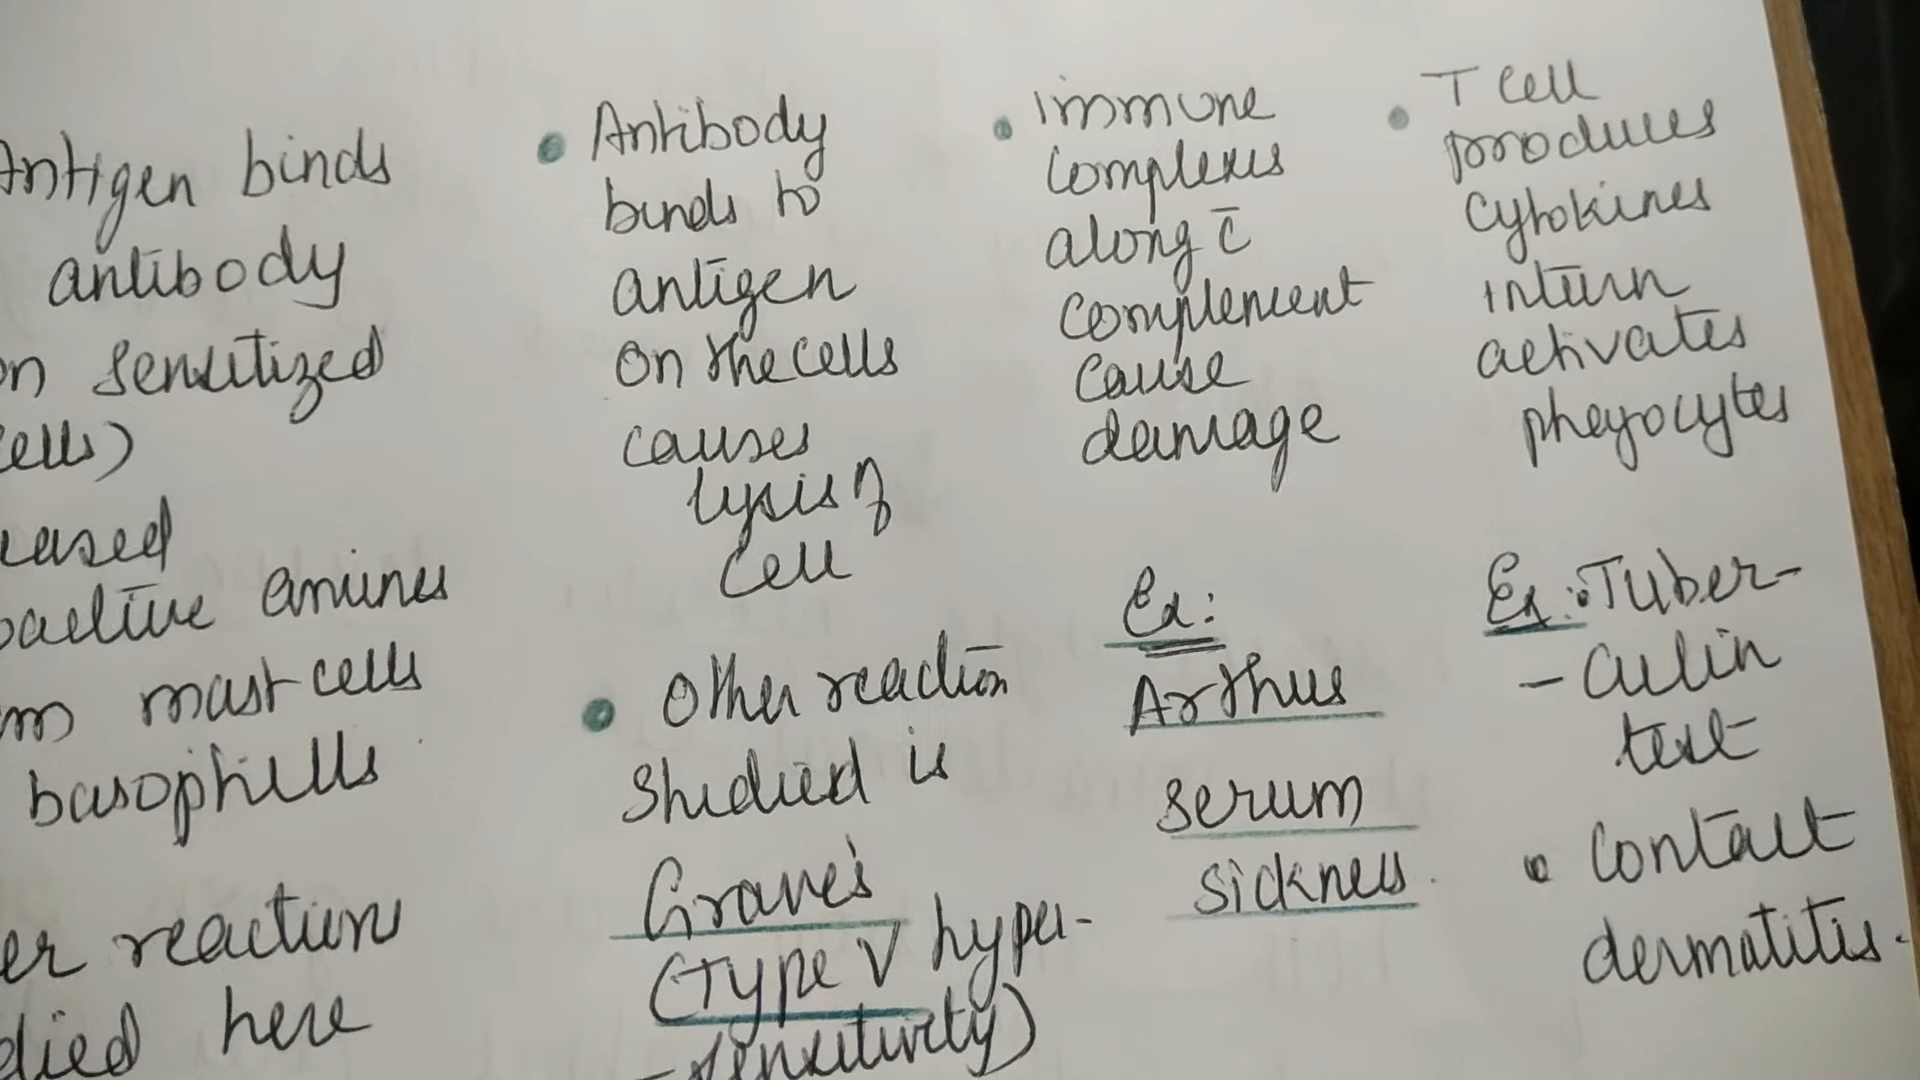 Antigen binds
antibody
on sensitized
cells)
eased
oactive amines
om mast cells
basophills
er reaction
died here
• Antibody
binds to
antigen
on the cells
causes
lysis of
cell
• Other reaction
studied is
Grave's
(Type V hyper-
-sensitivity)
• immune
complexes
along c̄
complement
cause
damage
Ex:
Arthus
serum
sickness.
• T cell
produces
cytokines
inturn
activates
phagocytes
Ex: • Tuber-
- culin
test
• Contact
dermatitis.